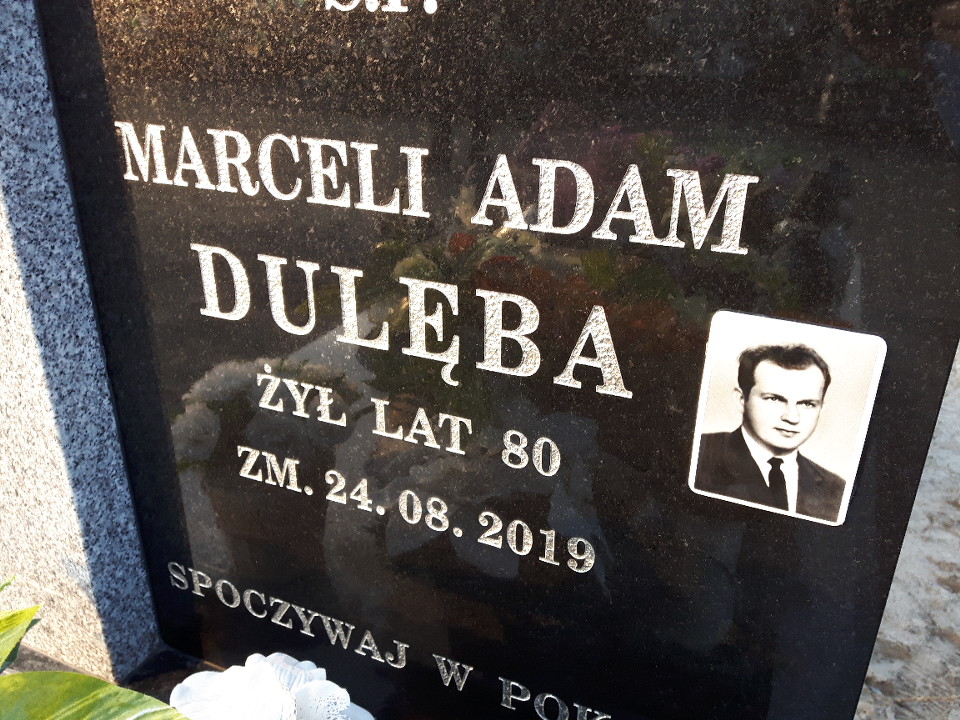 Ś.P.
MARCELI ADAM
DULĘBA
ŻYŁ LAT 80
ZM. 24.08.2019
SPOCZYWAJ W